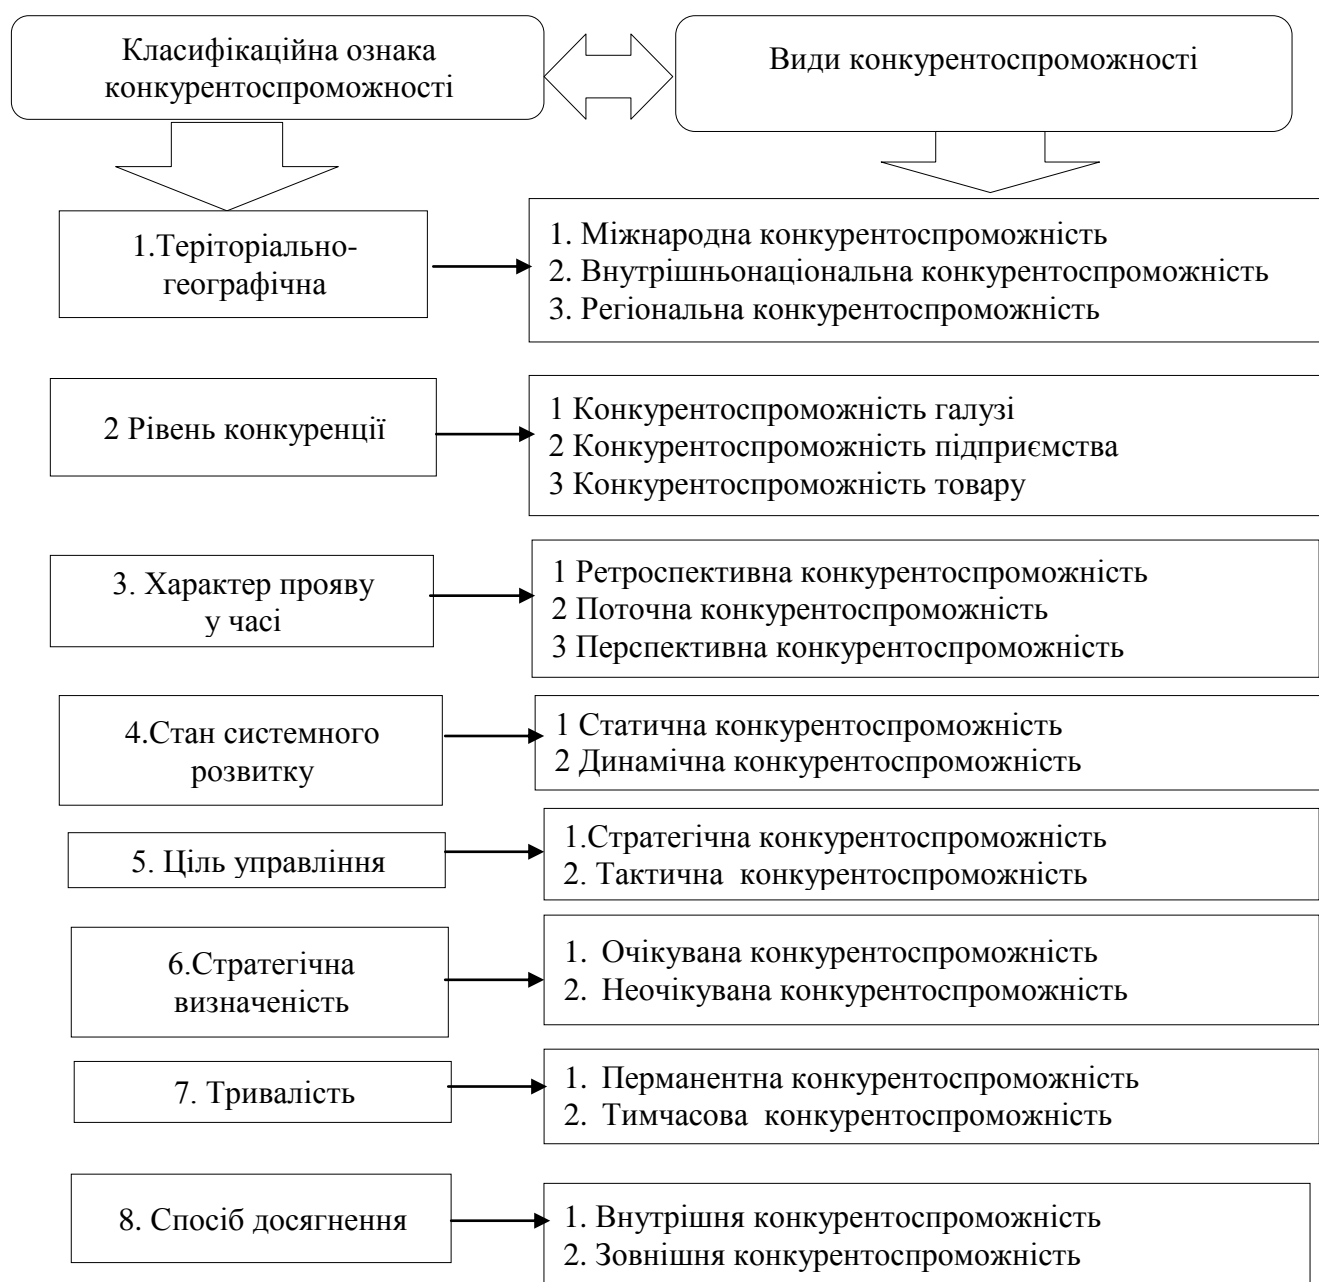 Класифікаційна ознака
конкурентоспроможності
Види конкурентоспроможності
1.Теріторіально-
географічна
1. Міжнародна конкурентоспроможність
2. Внутрішньонаціональна конкурентоспроможність
3. Регіональна конкурентоспроможність
2 Рівень конкуренції
1 Конкурентоспроможність галузі
2 Конкурентоспроможність підприємства
3 Конкурентоспроможність товару
3. Характер прояву
у часі
1 Ретроспективна конкурентоспроможність
2 Поточна конкурентоспроможність
3 Перспективна конкурентоспроможність
4.Стан системного
розвитку
1 Статична конкурентоспроможність
2 Динамічна конкурентоспроможність
5. Ціль управління
1.Стратегічна конкурентоспроможність
2. Тактична конкурентоспроможність
6.Стратегічна
визначеність
1. Очікувана конкурентоспроможність
2. Неочікувана конкурентоспроможність
7. Тривалість
1. Перманентна конкурентоспроможність
2. Тимчасова конкурентоспроможність
8. Спосіб досягнення
1. Внутрішня конкурентоспроможність
2. Зовнішня конкурентоспроможність